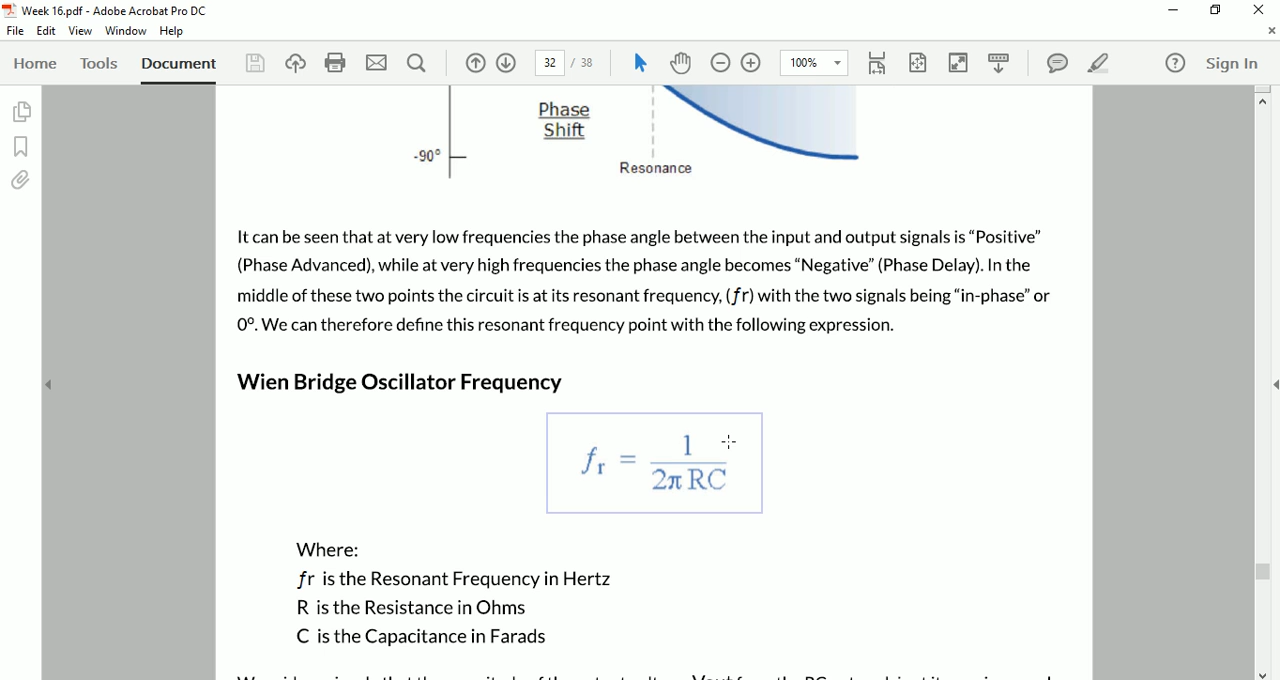 Week 16.pdf - Adobe Acrobat Pro DC
File Edit View Window Help
Home Tools Document 32 / 38 100% Sign In
Phase
Shift
-90°
Resonance
It can be seen that at very low frequencies the phase angle between the input and output signals is “Positive”
(Phase Advanced), while at very high frequencies the phase angle becomes “Negative” (Phase Delay). In the
middle of these two points the circuit is at its resonant frequency, (ƒr) with the two signals being “in-phase” or
0°. We can therefore define this resonant frequency point with the following expression.
Wien Bridge Oscillator Frequency
fr = 1 / 2π RC
Where:
ƒr is the Resonant Frequency in Hertz
R is the Resistance in Ohms
C is the Capacitance in Farads